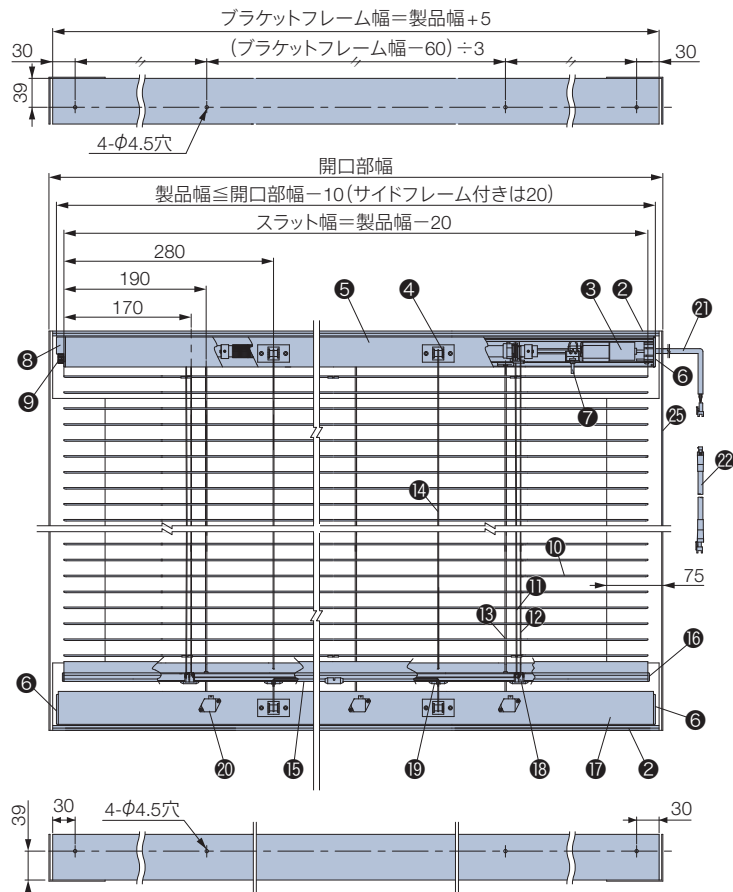 ブラケットフレーム幅＝製品幅+5
30 (ブラケットフレーム幅−60)÷3 30
39
4-Φ4.5穴
開口部幅
製品幅≦開口部幅−10(サイドフレーム付きは20)
スラット幅＝製品幅−20
280
190
170
❺ ❹ ❸ ❷ ㉑
❽ ❻
❾ ❼
㉕
㉒
⓮
❿
75
⓫
⓭ ⓬
⓰
❻ ❻
⓴ ⓯ ⓳ ⓲ ⓱ ❷
30 4-Φ4.5穴 30
39